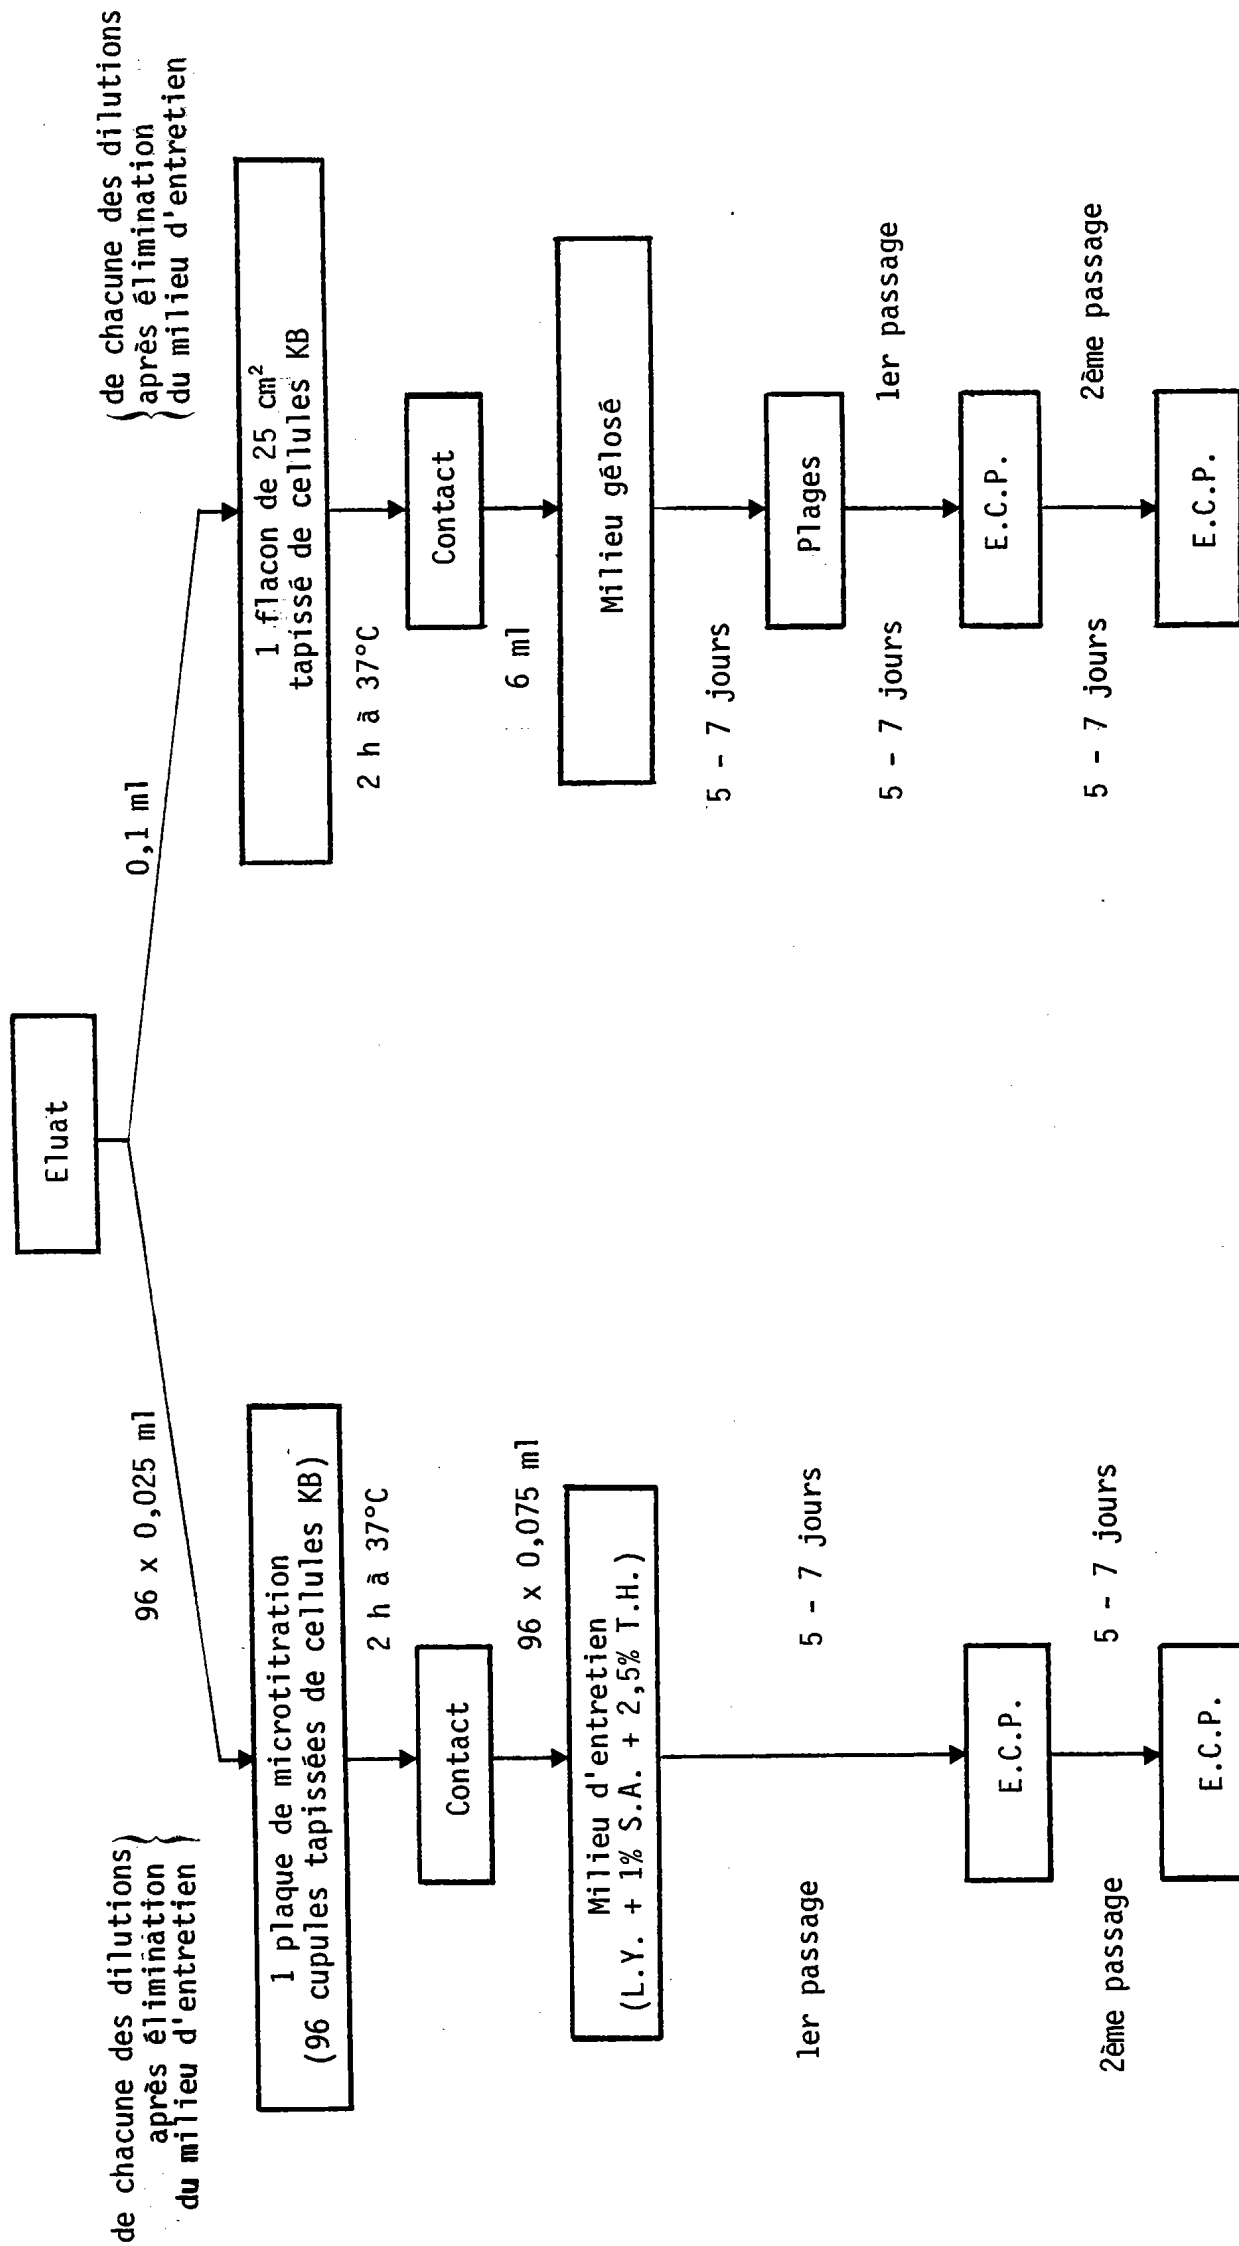 Eluat
96 x 0,025 ml
0,1 ml
de chacune des dilutions
après élimination
du milieu d'entretien
de chacune des dilutions
après élimination
du milieu d'entretien
1 plaque de microtitration
(96 cupules tapissées de cellules KB)
2 h à 37°C
Contact
96 x 0,075 ml
Milieu d'entretien
(L.Y. + 1% S.A. + 2,5% T.H.)
1er passage
5 - 7 jours
E.C.P.
2ème passage
5 - 7 jours
E.C.P.
1 flacon de 25 cm²
tapissé de cellules KB
2 h à 37°C
Contact
6 ml
Milieu gélosé
5 - 7 jours
Plages
5 - 7 jours
1er passage
E.C.P.
5 - 7 jours
2ème passage
E.C.P.